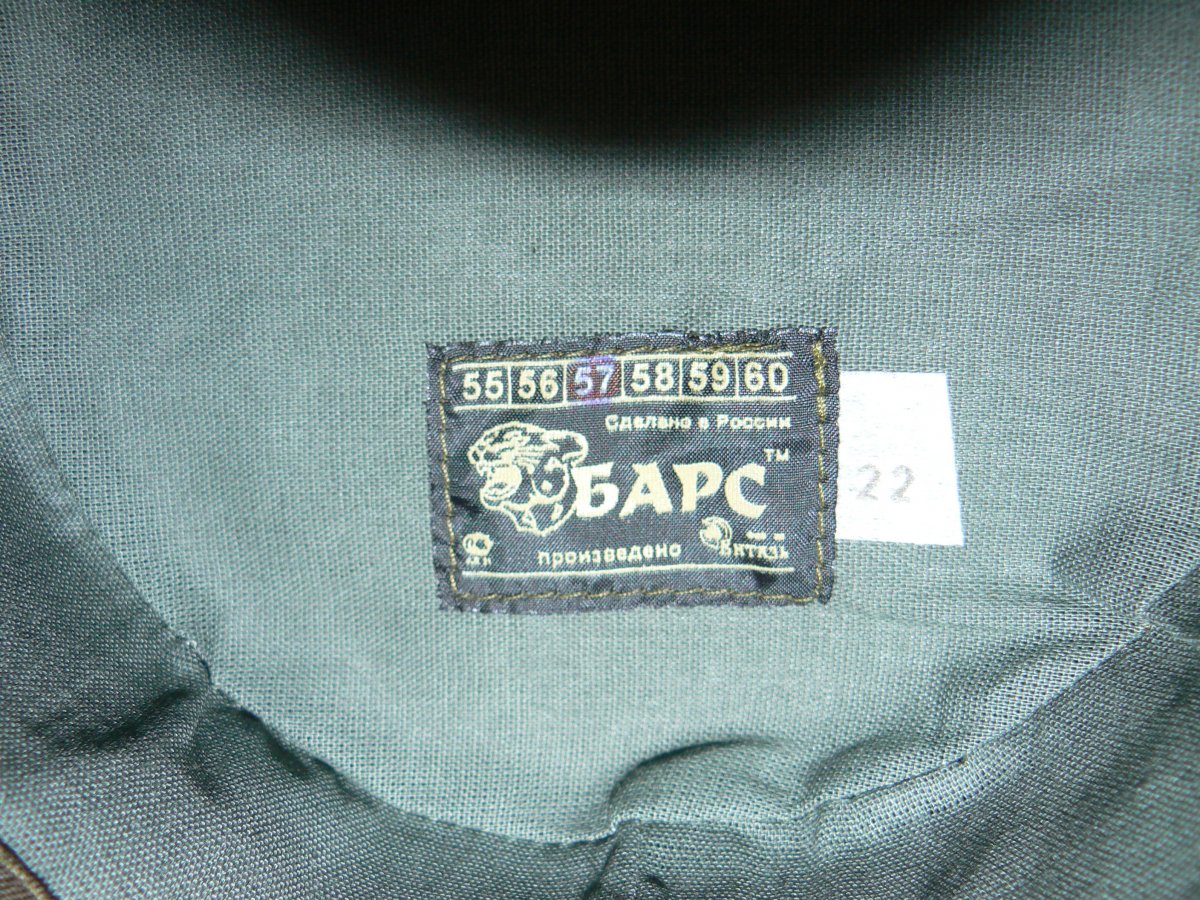 55 56 57 58 59 60
Сделано в России
БАРС™
22
произведено Витязь